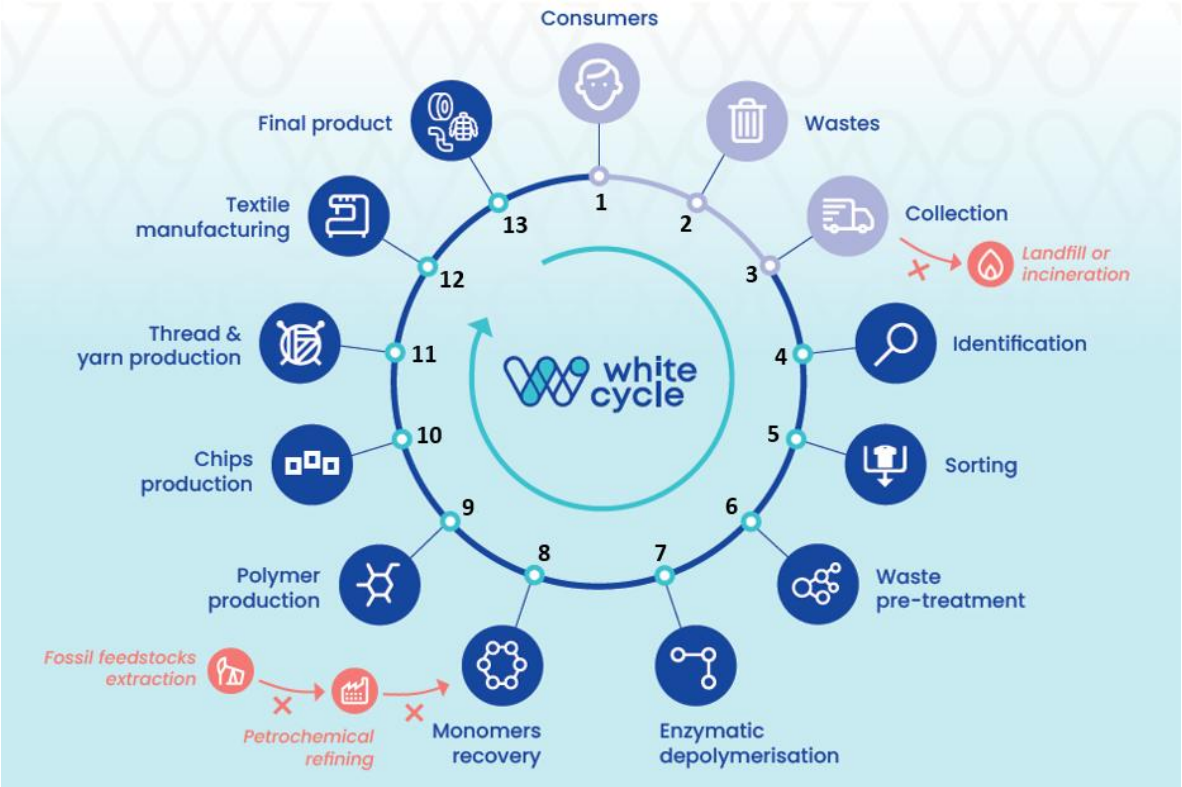 Consumers
1
Wastes
2
Collection
3
Landfill or
incineration
Identification
4
Sorting
5
Waste
pre-treatment
6
Enzymatic
depolymerisation
7
Monomers
recovery
8
Fossil feedstocks
extraction
Petrochemical
refining
Polymer
production
9
Chips
production
10
Thread &
yarn production
11
Textile
manufacturing
12
Final product
13
white
cycle